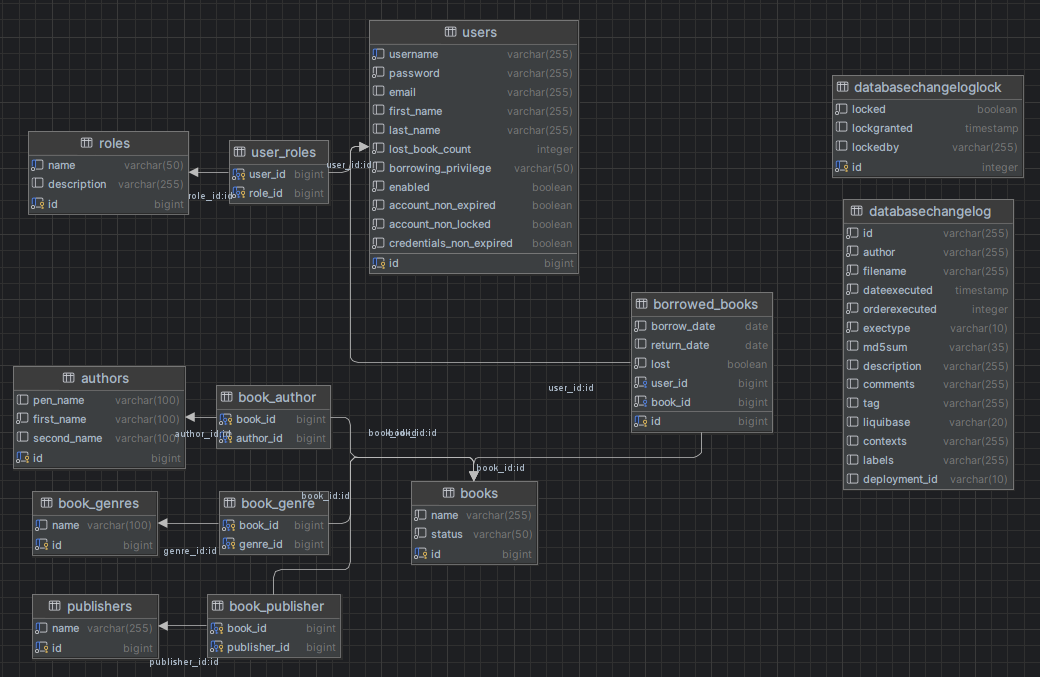 users
username varchar(255)
password varchar(255)
email varchar(255)
first_name varchar(255)
last_name varchar(255)
lost_book_count integer
borrowing_privilege varchar(50)
enabled boolean
account_non_expired boolean
account_non_locked boolean
credentials_non_expired boolean
id bigint
databasechangeloglock
locked boolean
lockgranted timestamp
lockedby varchar(255)
id integer
roles
name varchar(50)
description varchar(255)
id bigint
user_roles
user_id bigint
role_id bigint
user_id:id
role_id:id
databasechangelog
id varchar(255)
author varchar(255)
filename varchar(255)
dateexecuted timestamp
orderexecuted integer
exectype varchar(10)
md5sum varchar(35)
description varchar(255)
comments varchar(255)
tag varchar(255)
liquibase varchar(20)
contexts varchar(255)
labels varchar(255)
deployment_id varchar(10)
borrowed_books
borrow_date date
return_date date
lost boolean
user_id bigint
book_id bigint
id bigint
user_id:id
authors
pen_name varchar(100)
first_name varchar(100)
second_name varchar(100)
id bigint
book_author
book_id bigint
author_id bigint
author_id:id
book_id:id
book_id:id
book_genres
name varchar(100)
id bigint
book_genre
book_id bigint
genre_id bigint
book_id:id
genre_id:id
books
name varchar(255)
status varchar(50)
id bigint
publishers
name varchar(255)
id bigint
book_publisher
book_id bigint
publisher_id bigint
publisher_id:id